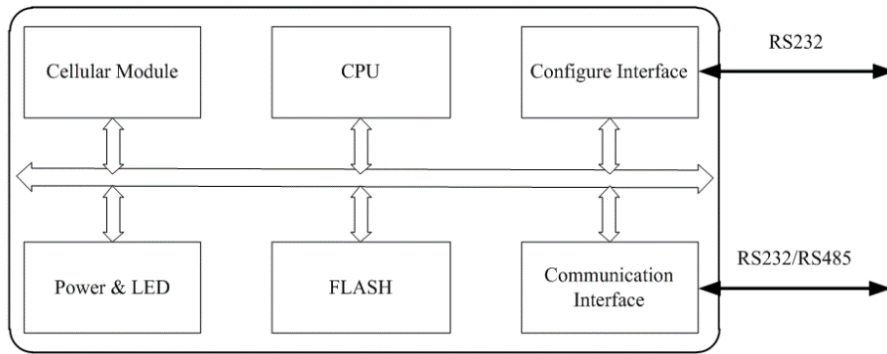 Cellular Module
CPU
Configure Interface
RS232
Power & LED
FLASH
Communication
Interface
RS232/RS485